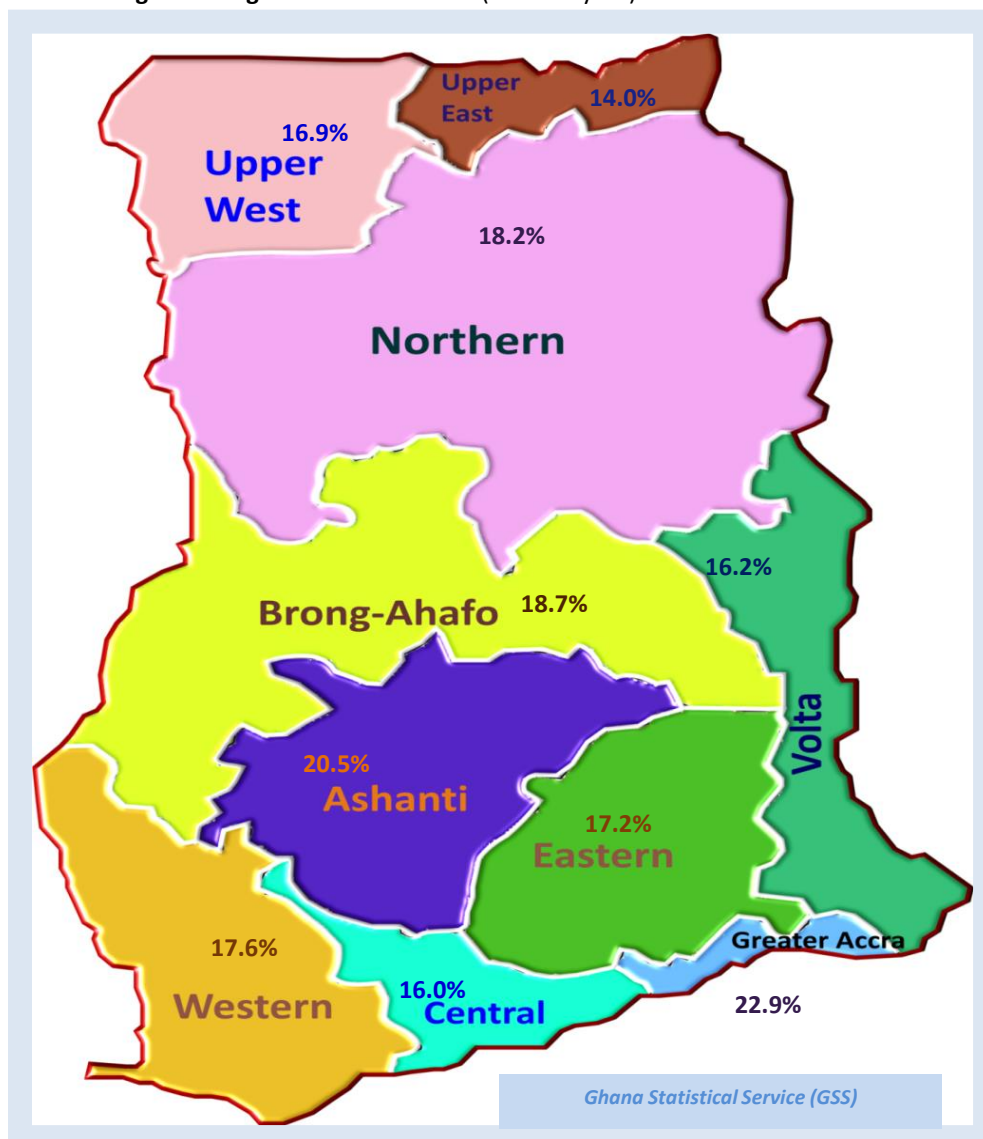 Upper
East
14.0%
16.9%
Upper
West
18.2%
Northern
16.2%
Brong-Ahafo
18.7%
Volta
20.5%
Ashanti
17.2%
Eastern
Greater Accra
17.6%
Western
16.0%
Central
22.9%
Ghana Statistical Service (GSS)